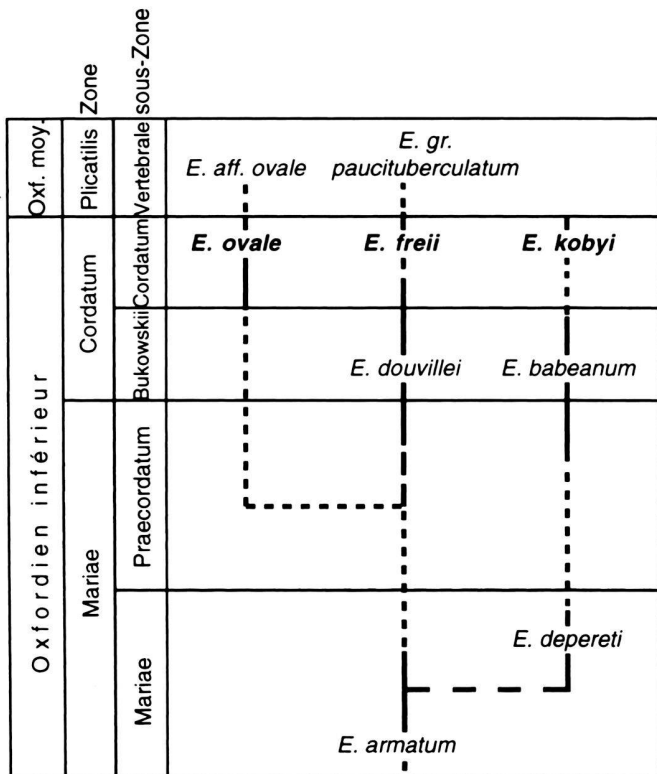 Zone
sous-Zone
Oxf. moy.
Plicatilis
Vertebrale
E. aff. ovale
E. gr.
paucituberculatum
Oxfordien inférieur
Cordatum
Cordatum
E. ovale
E. freii
E. kobyi
Bukowskii
E. douvillei
E. babeanum
Mariae
Praecordatum
Mariae
E. depereti
E. armatum